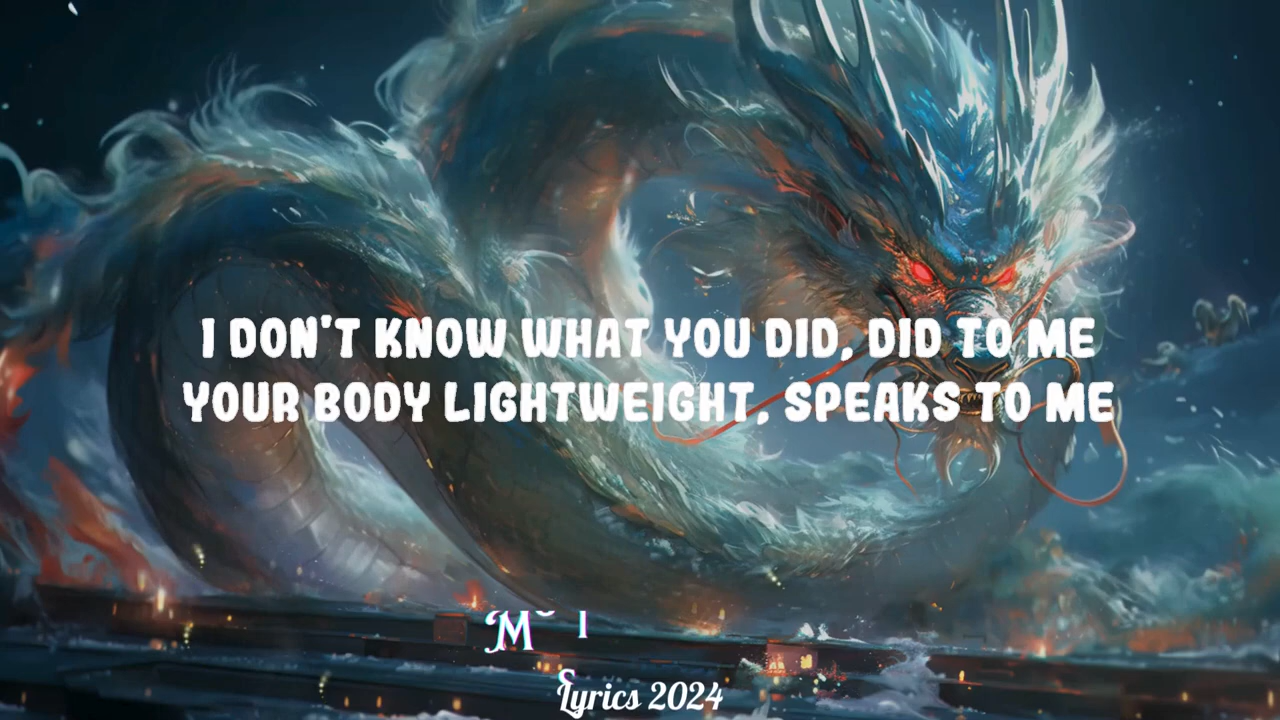 I DON'T KNOW WHAT YOU DID, DID TO ME
YOUR BODY LIGHTWEIGHT, SPEAKS TO ME
Lyrics 2024